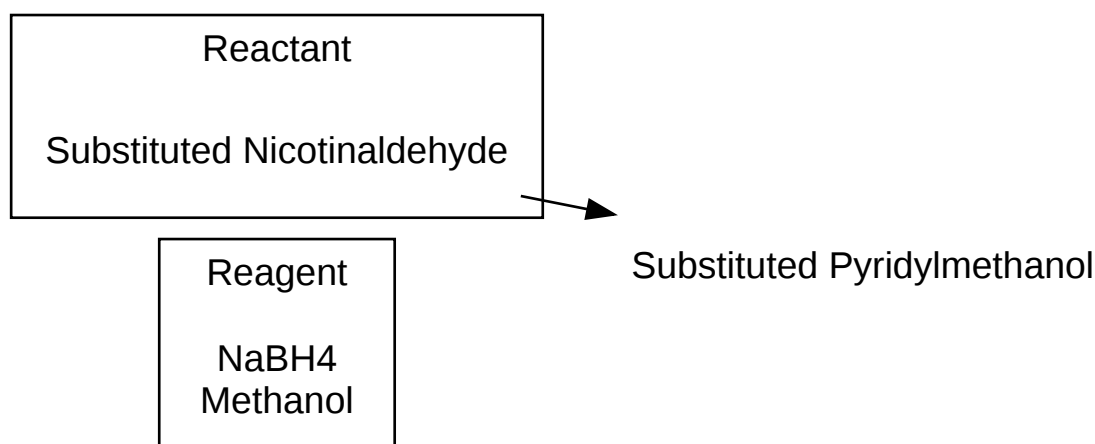 Reactant
Substituted Nicotinaldehyde
Reagent
NaBH4
Methanol
Substituted Pyridylmethanol